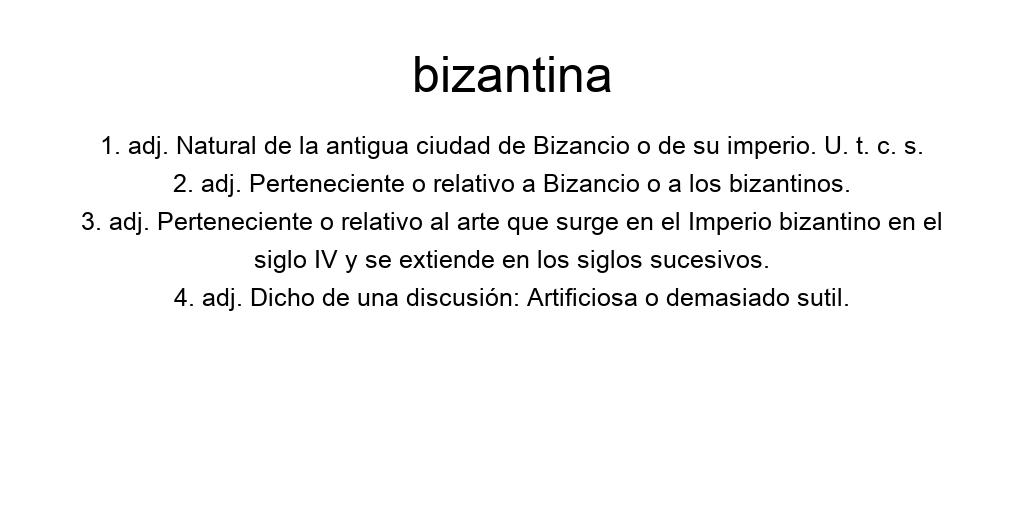 bizantina
1. adj. Natural de la antigua ciudad de Bizancio o de su imperio. U. t. c. s.
2. adj. Perteneciente o relativo a Bizancio o a los bizantinos.
3. adj. Perteneciente o relativo al arte que surge en el Imperio bizantino en el
siglo IV y se extiende en los siglos sucesivos.
4. adj. Dicho de una discusión: Artificiosa o demasiado sutil.